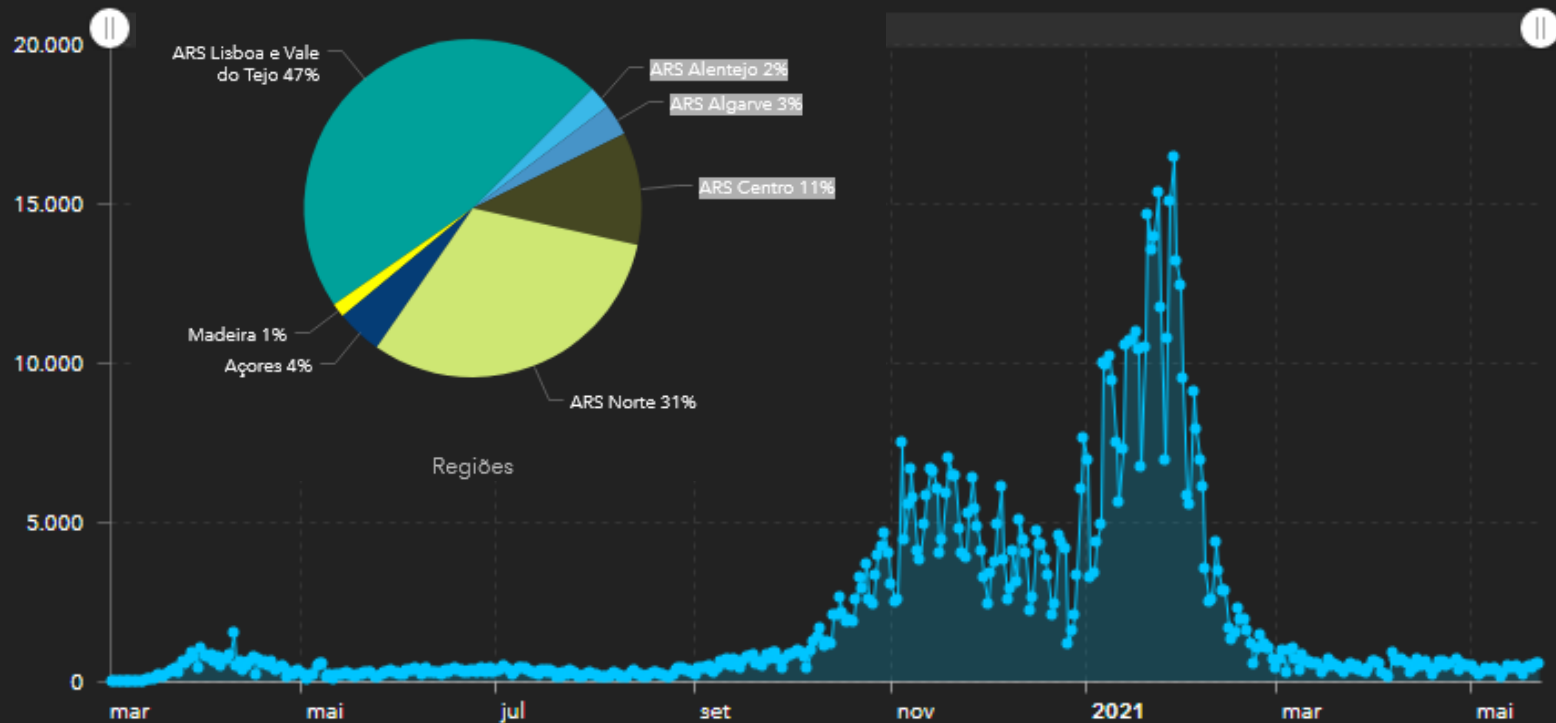 20.000
15.000
10.000
5.000
0
ARS Lisboa e Vale
do Tejo 47%
ARS Alentejo 2%
ARS Algarve 3%
ARS Centro 11%
Madeira 1%
Açores 4%
ARS Norte 31%
Regiões
mar
mai
jul
set
nov
2021
mar
mai